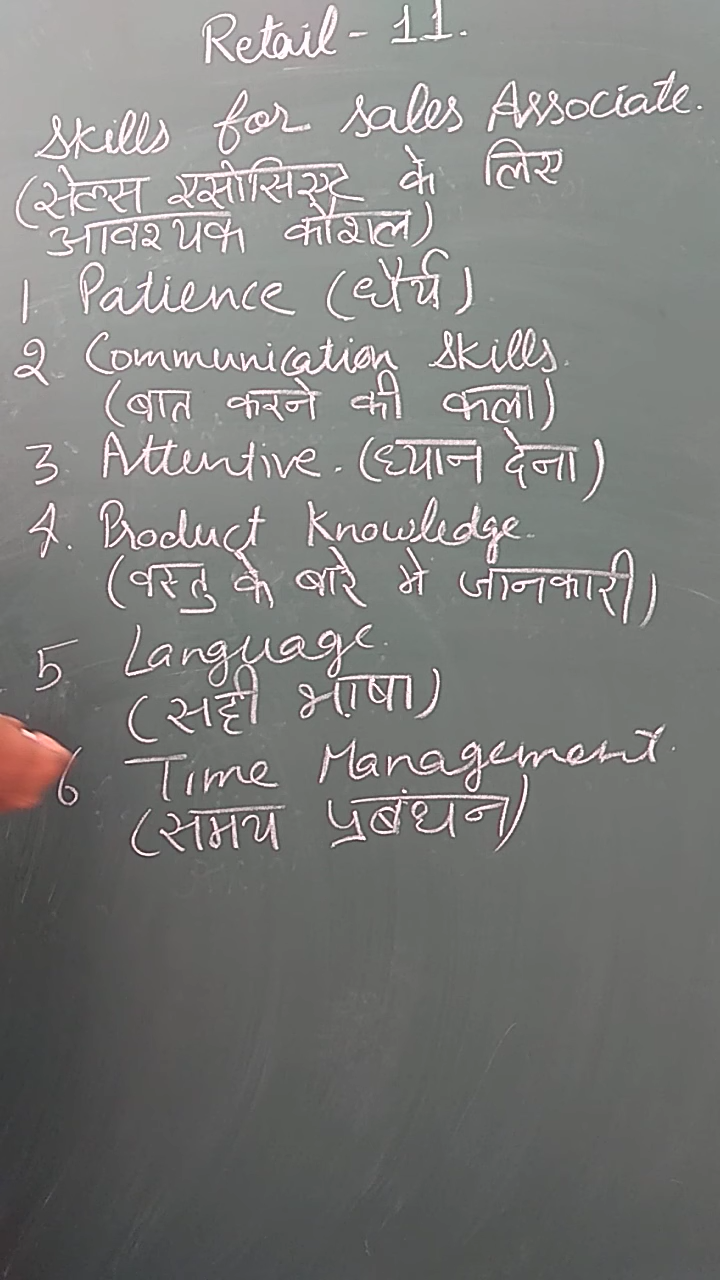 Retail - 11.
Skills for sales Associate.
(सेल्स एसोसिएट के लिए
आवश्यक कौशल)
1. Patience (धैर्य)
2 Communication Skills.
(बात करने की कला)
3 Attentive. (ध्यान देना)
4. Product Knowledge.
(वस्तु के बारे मे जानकारी)
5 Language.
(सही भाषा)
6 Time Management.
(समय प्रबंधन)